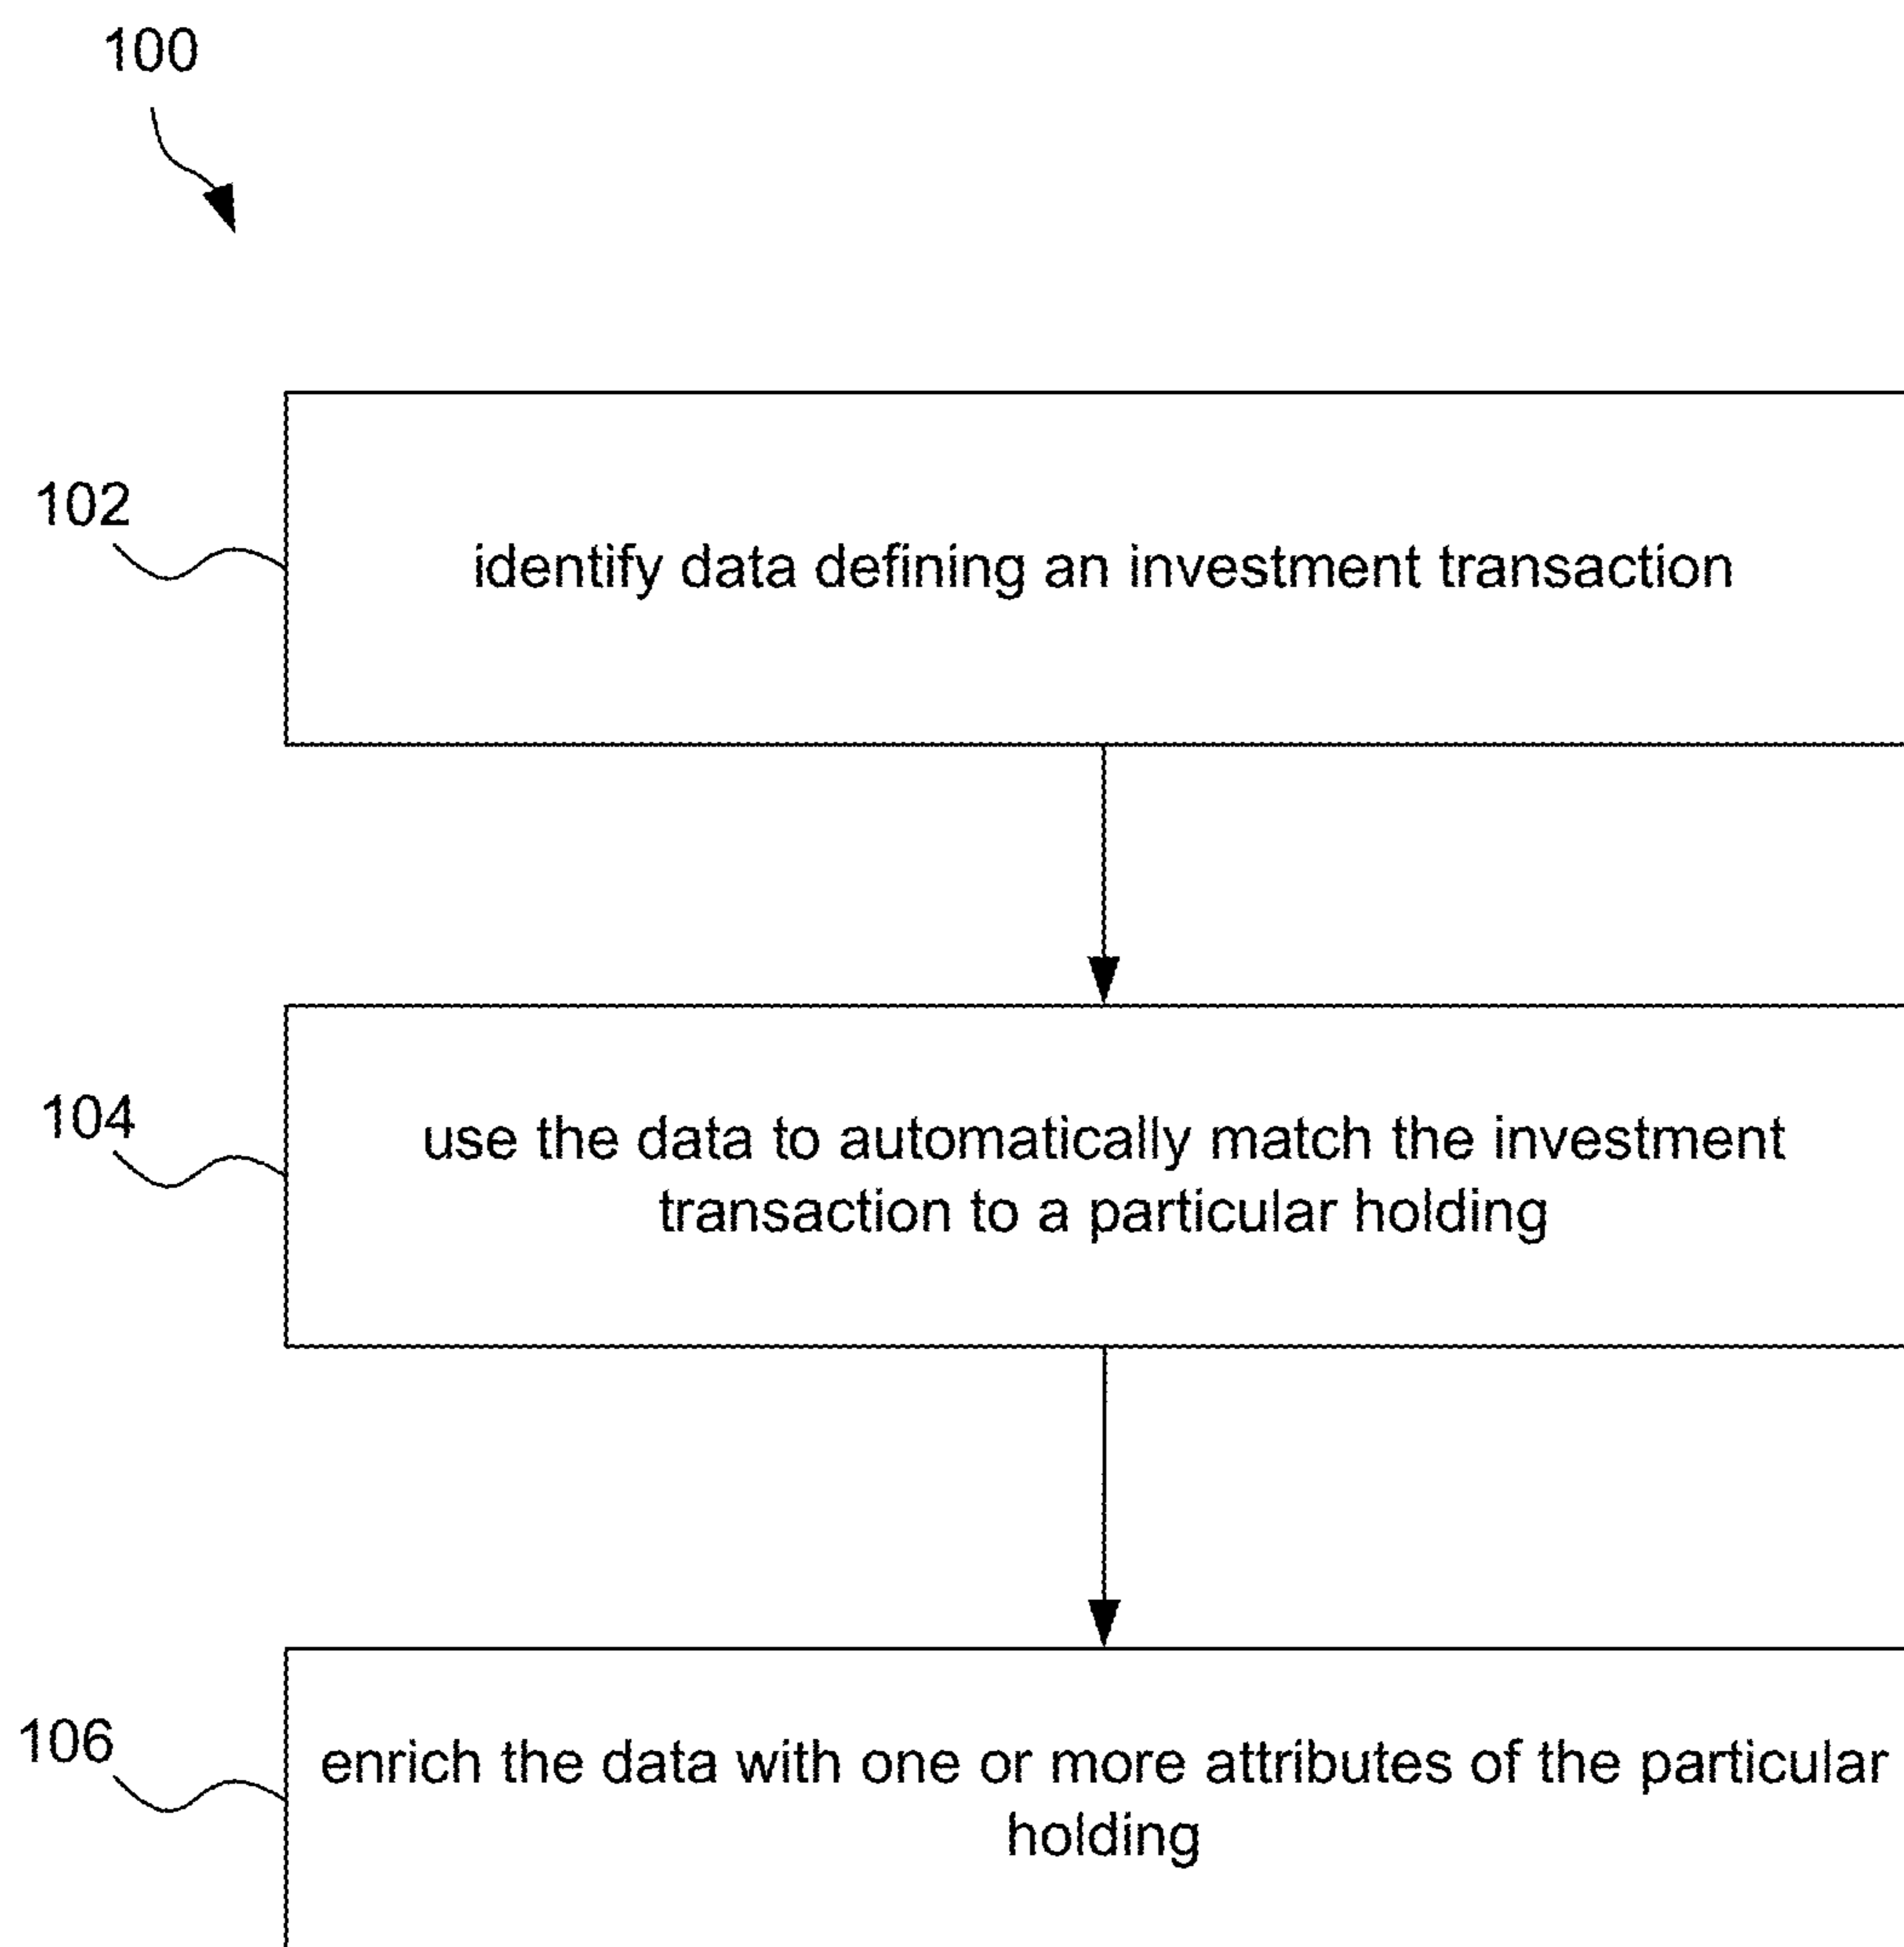 100
102
identify data defining an investment transaction
104
use the data to automatically match the investment
transaction to a particular holding
106
enrich the data with one or more attributes of the particular
holding